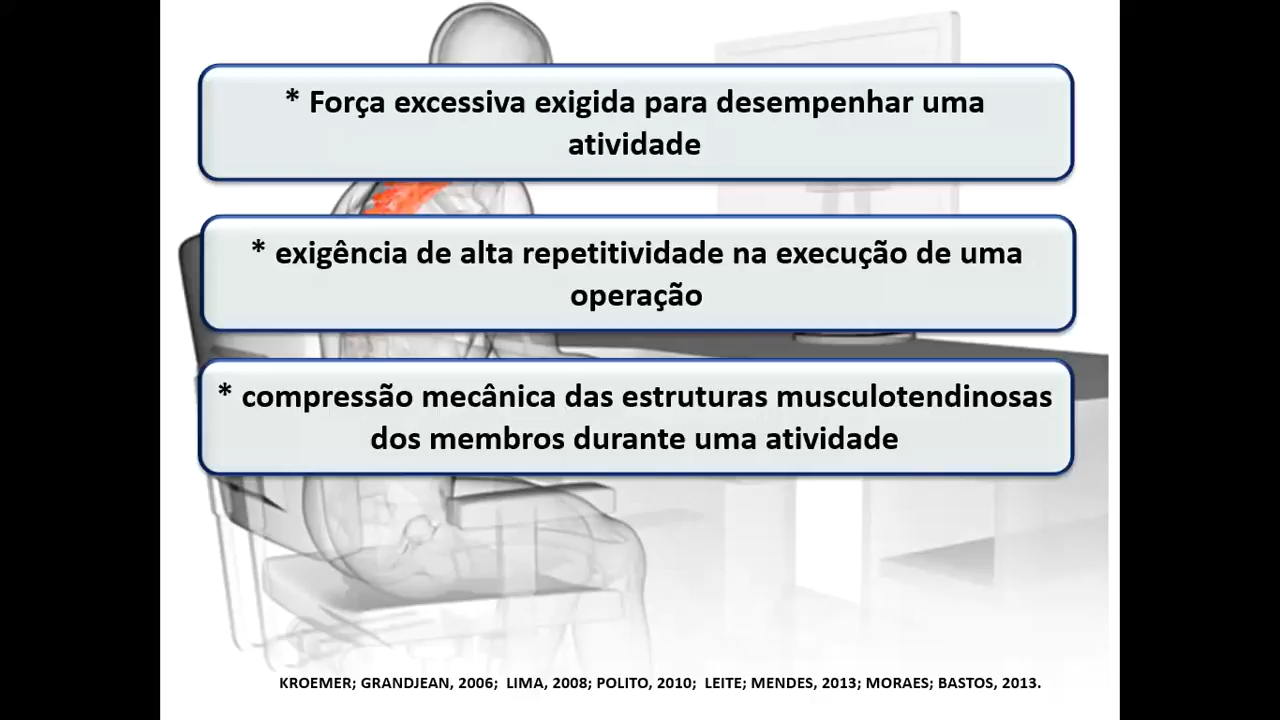 * Força excessiva exigida para desempenhar uma
atividade
* exigência de alta repetitividade na execução de uma
operação
* compressão mecânica das estruturas musculotendinosas
dos membros durante uma atividade
KROEMER; GRANDJEAN, 2006; LIMA, 2008; POLITO, 2010; LEITE; MENDES, 2013; MORAES; BASTOS, 2013.